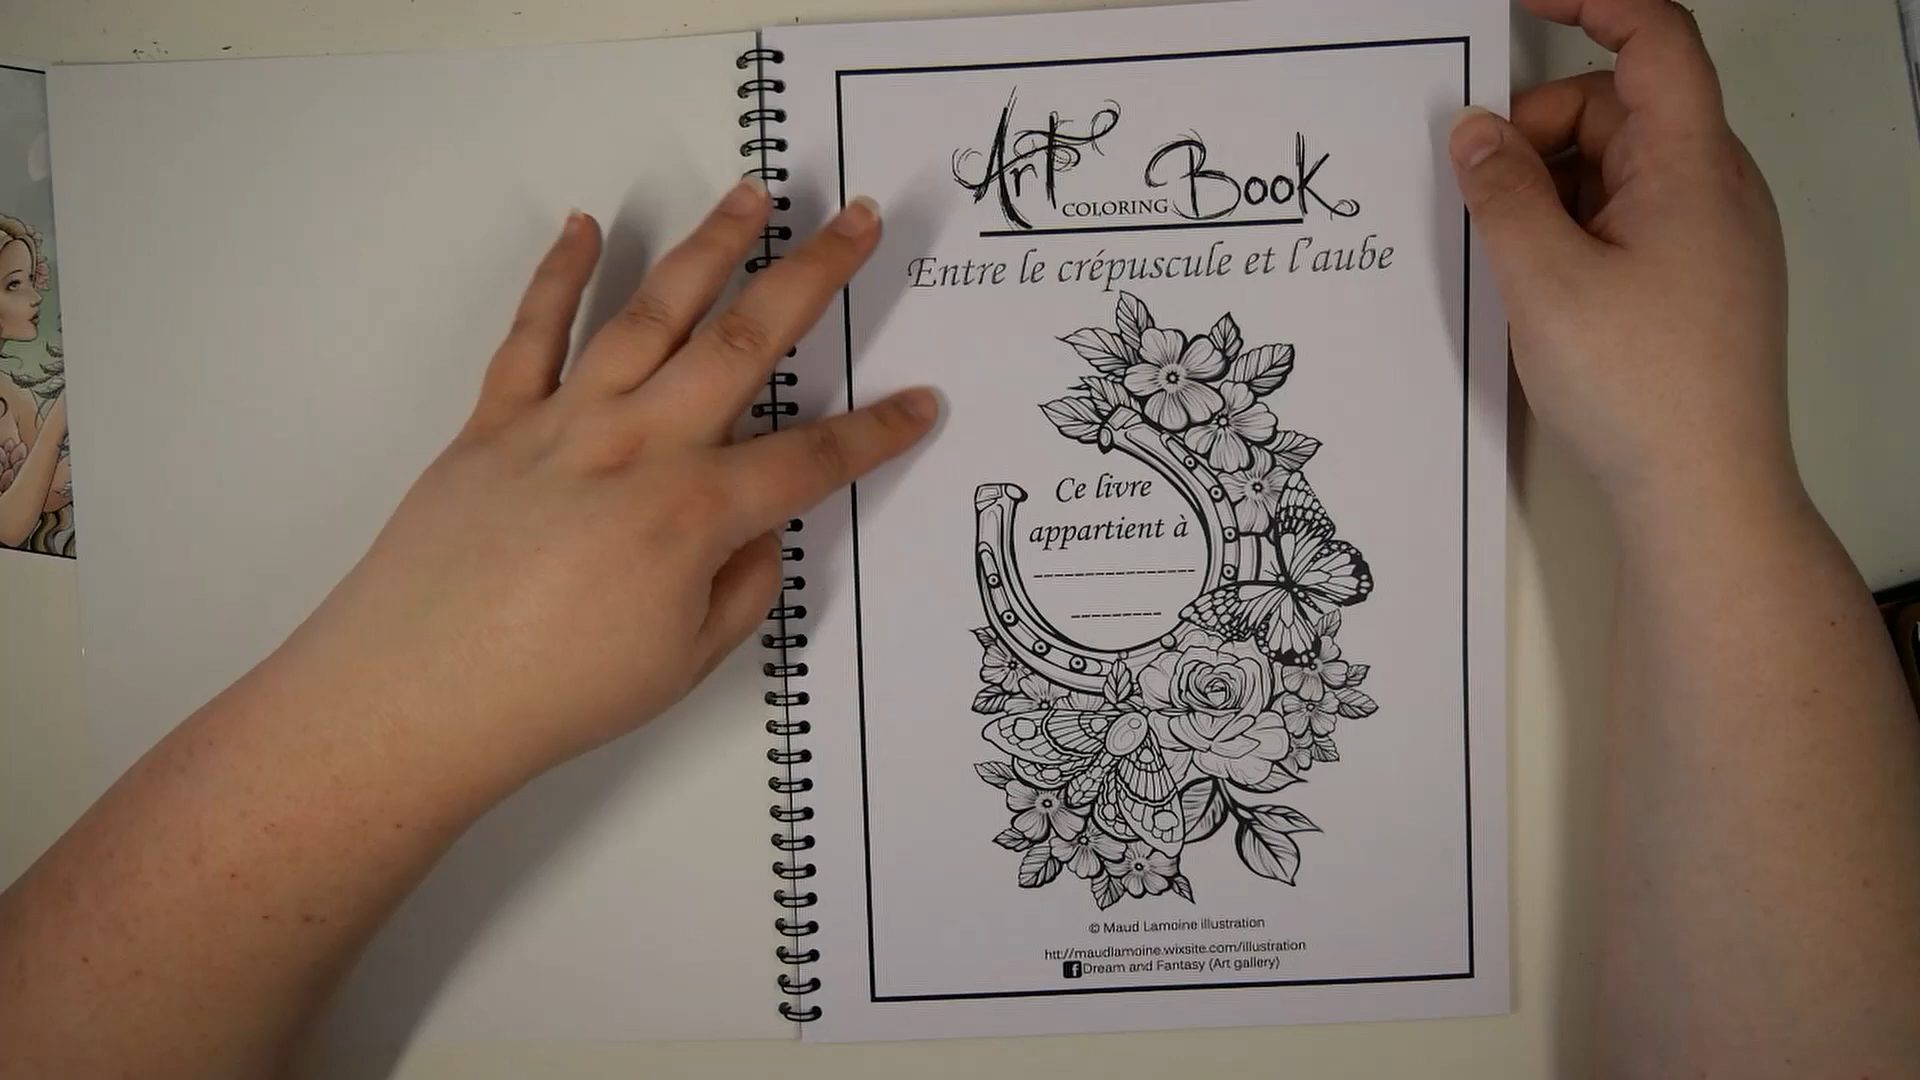 Art COLORING Book
Entre le crépuscule et l'aube
Ce livre
appartient à
© Maud Lamoine illustration
htt://maudlamoine.wixsite.com/illustration
Dream and Fantasy (Art gallery)